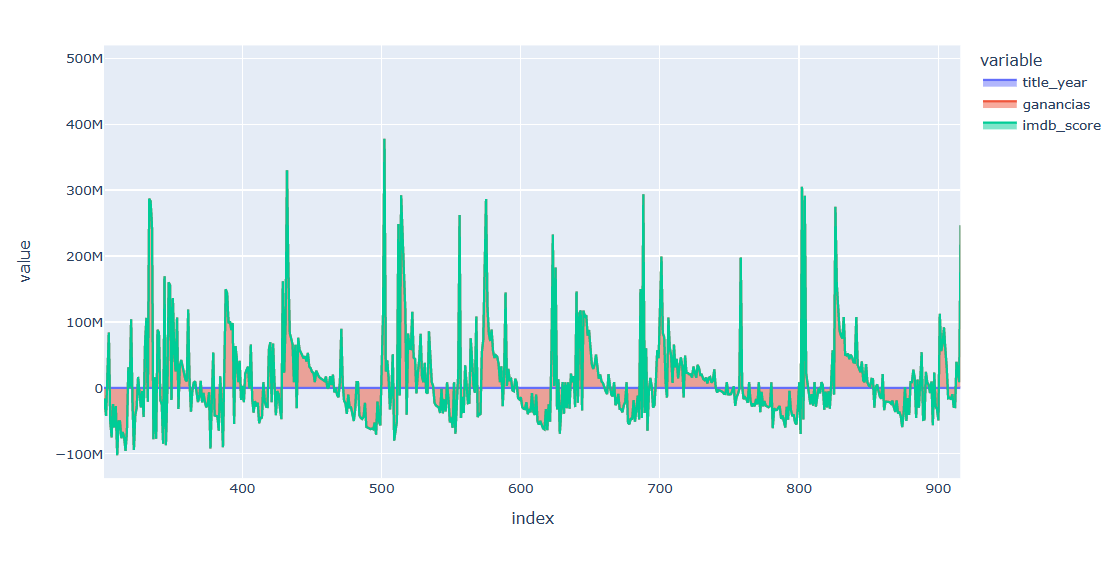 500M
400M
300M
200M
100M
0
−100M
400
500
600
700
800
900
index
value
variable
title_year
ganancias
imdb_score